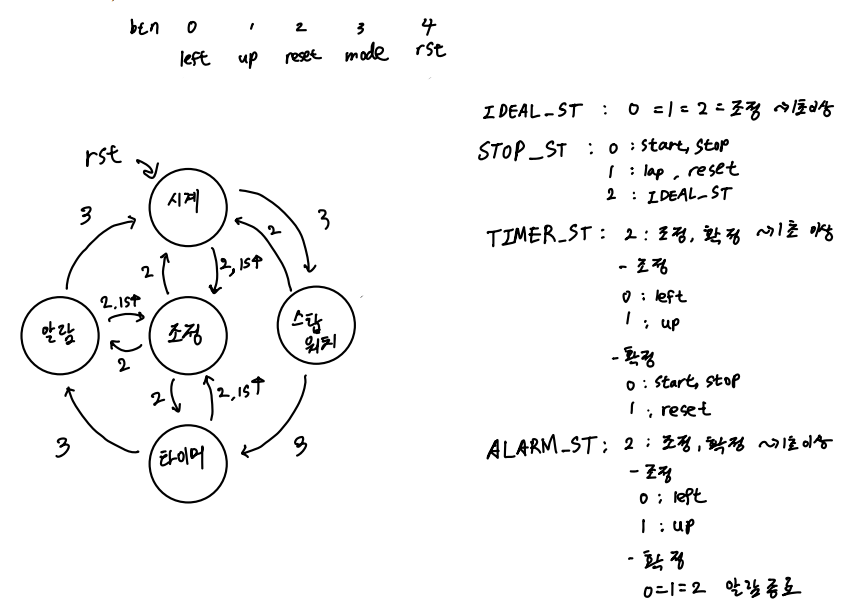 btn 0 1 2 3 4
left up reset mode rst
IDEAL_ST : 0 = 1 = 2 = 조정 ~> 1초이상
STOP_ST : 0 : start, stop
1 : lap, reset
2 : IDEAL_ST
TIMER_ST : 2 : 조정, 확정 ~> 1초 이상
- 조정
0 : left
1 : up
- 확정
0 : start, stop
1 : reset
ALARM_ST : 2 : 조정, 확정 ~> 1초이상
- 조정
0 : left
1 : up
- 확정
0=1=2 알람종료
rst
시계
3
3
2
2
2, 1s↑
알람
2, 1s↑
2
조정
스탑
워치
2
2, 1s↑
3
3
타이머